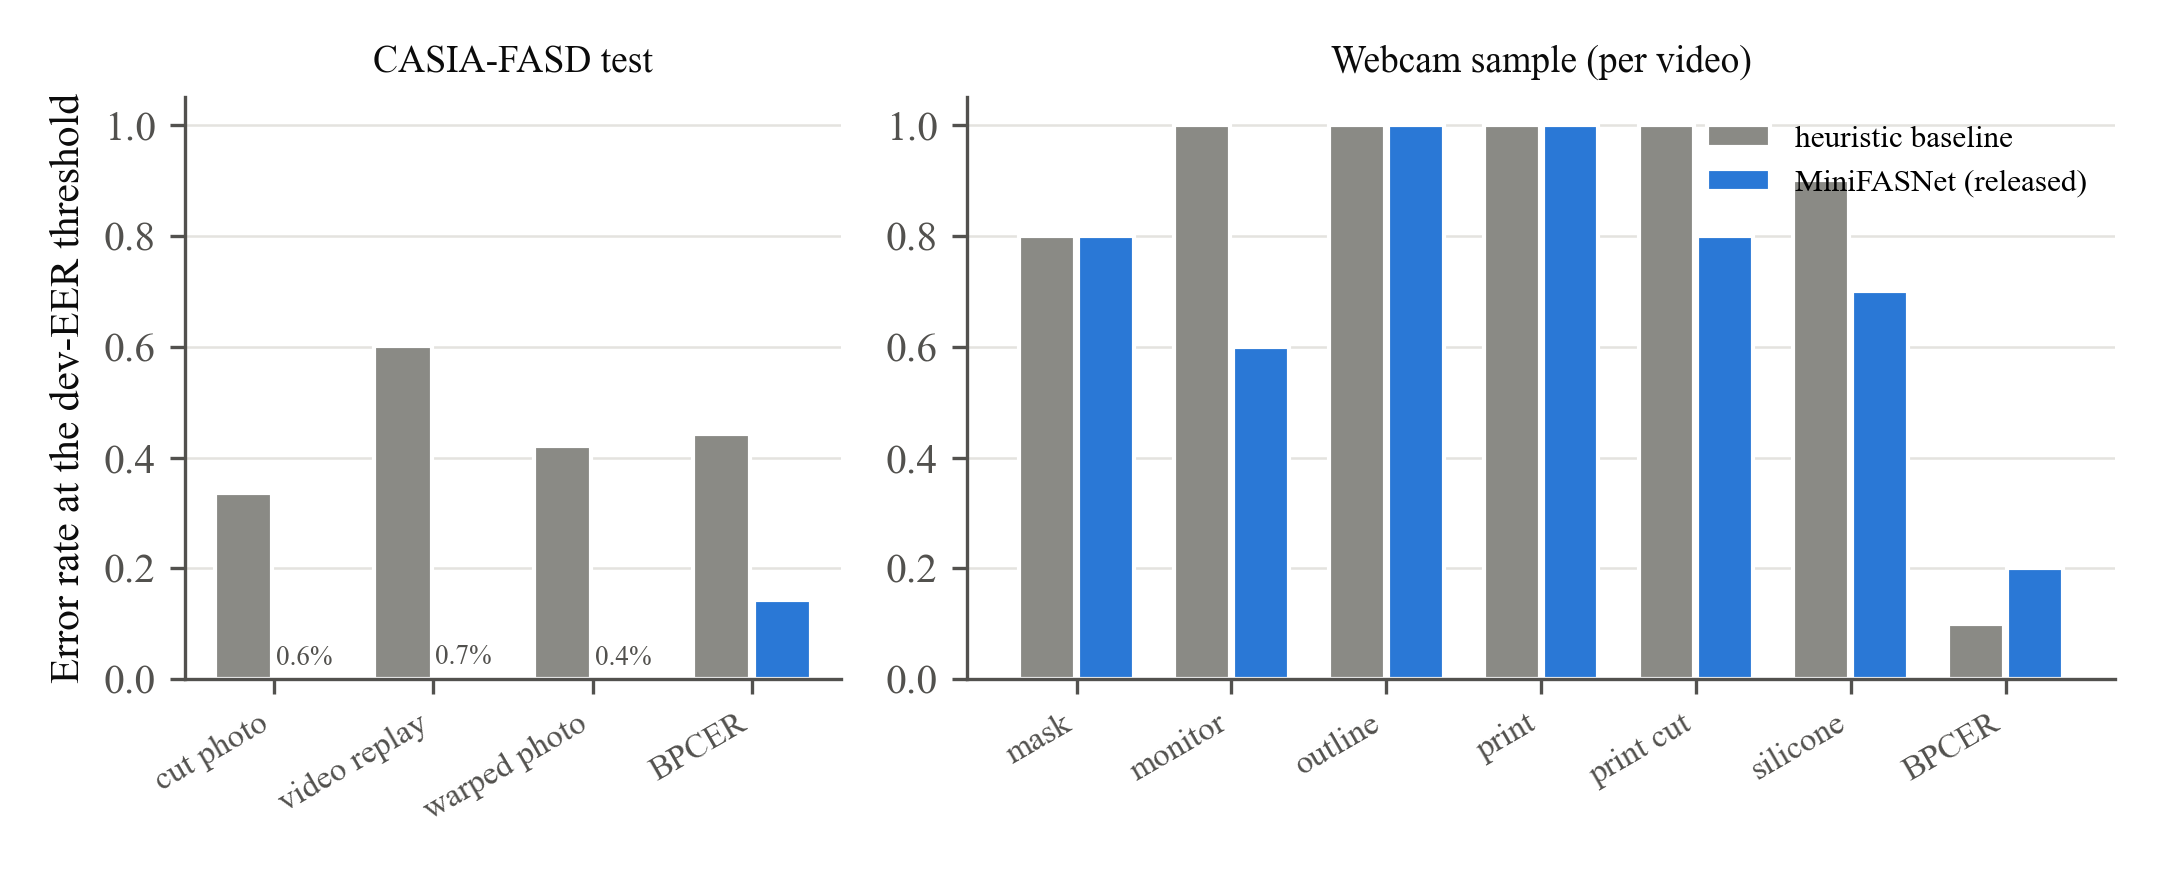 CASIA-FASD test
Error rate at the dev-EER threshold
1.0
0.8
0.6
0.4
0.2
0.0
0.6%
0.7%
0.4%
cut photo
video replay
warped photo
BPCER
Webcam sample (per video)
1.0
0.8
0.6
0.4
0.2
0.0
heuristic baseline
MiniFASNet (released)
mask
monitor
outline
print
print cut
silicone
BPCER